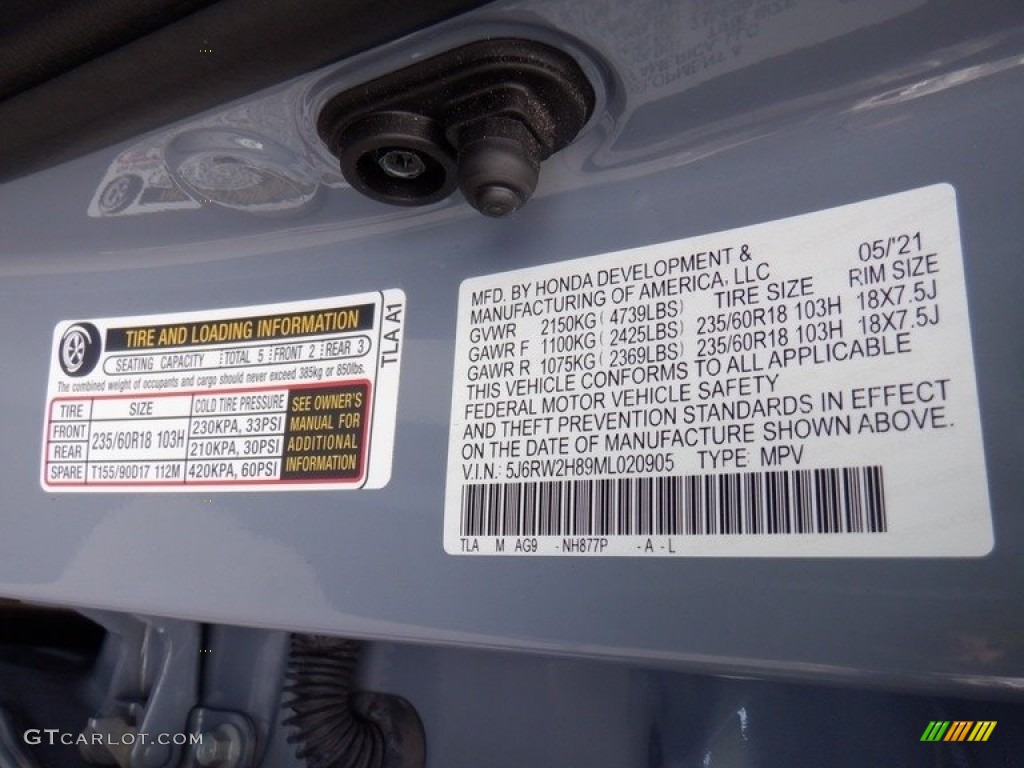 TIRE AND LOADING INFORMATION
SEATING CAPACITY TOTAL 5 FRONT 2 REAR 3
The combined weight of occupants and cargo should never exceed 385kg or 850lbs.
TIRE SIZE COLD TIRE PRESSURE
FRONT 235/60R18 103H 230KPA, 33PSI
REAR 210KPA, 30PSI
SPARE T155/90D17 112M 420KPA, 60PSI
SEE OWNER'S
MANUAL FOR
ADDITIONAL
INFORMATION
TLA A1
MFD. BY HONDA DEVELOPMENT & 05/'21
MANUFACTURING OF AMERICA, LLC
TIRE SIZE RIM SIZE
GVWR 2150KG ( 4739LBS)
GAWR F 1100KG ( 2425LBS) 235/60R18 103H 18X7.5J
GAWR R 1075KG ( 2369LBS) 235/60R18 103H 18X7.5J
THIS VEHICLE CONFORMS TO ALL APPLICABLE
FEDERAL MOTOR VEHICLE SAFETY
AND THEFT PREVENTION STANDARDS IN EFFECT
ON THE DATE OF MANUFACTURE SHOWN ABOVE.
V.I.N.: 5J6RW2H89ML020905 TYPE: MPV
TLA M AG9 -NH877P -A -L
GTCARLOT.COM